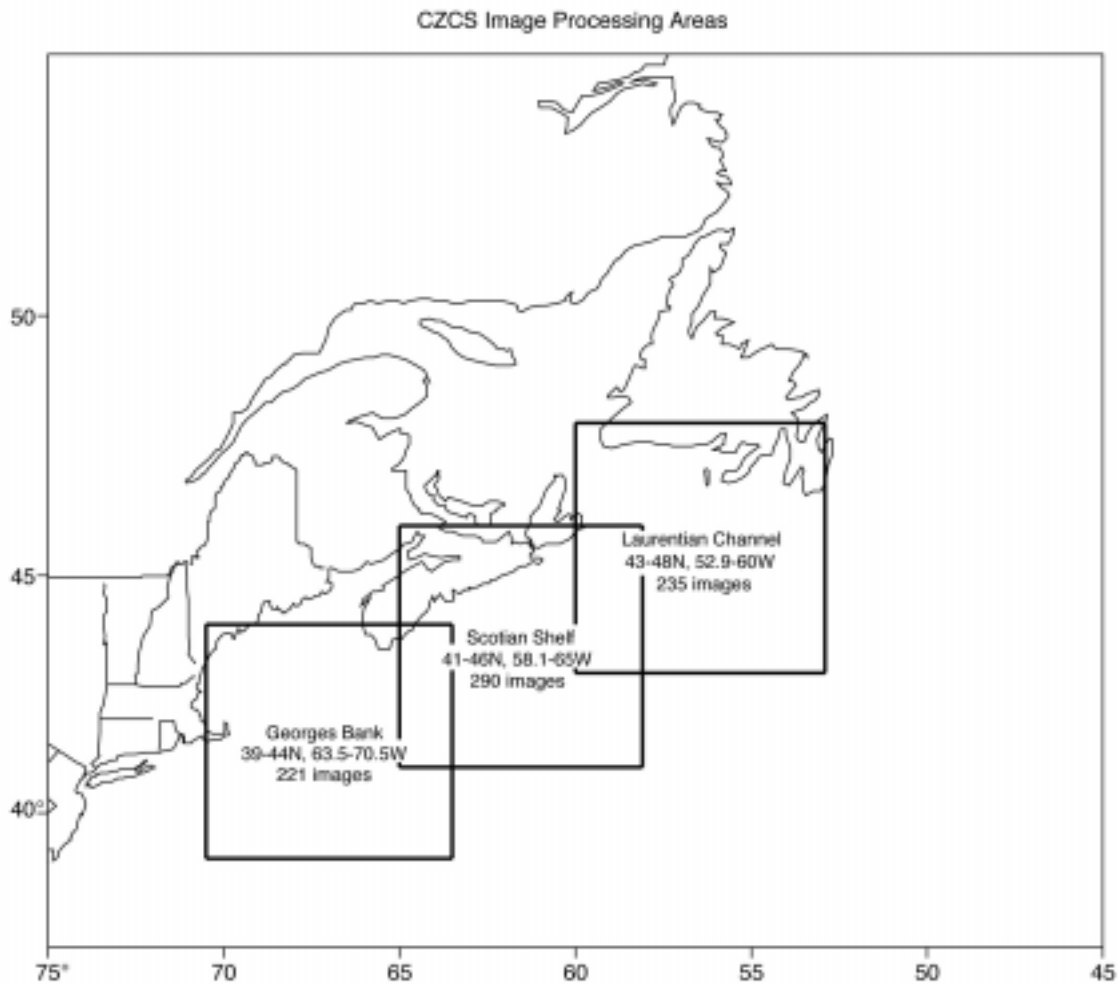 CZCS Image Processing Areas
50
Laurentian Channel
43-48N, 52.9-60W
235 images
45
Scotian Shelf
41-46N, 58.1-65W
290 images
Georges Bank
39-44N, 63.5-70.5W
221 images
40°
75° 70 65 60 55 50 45